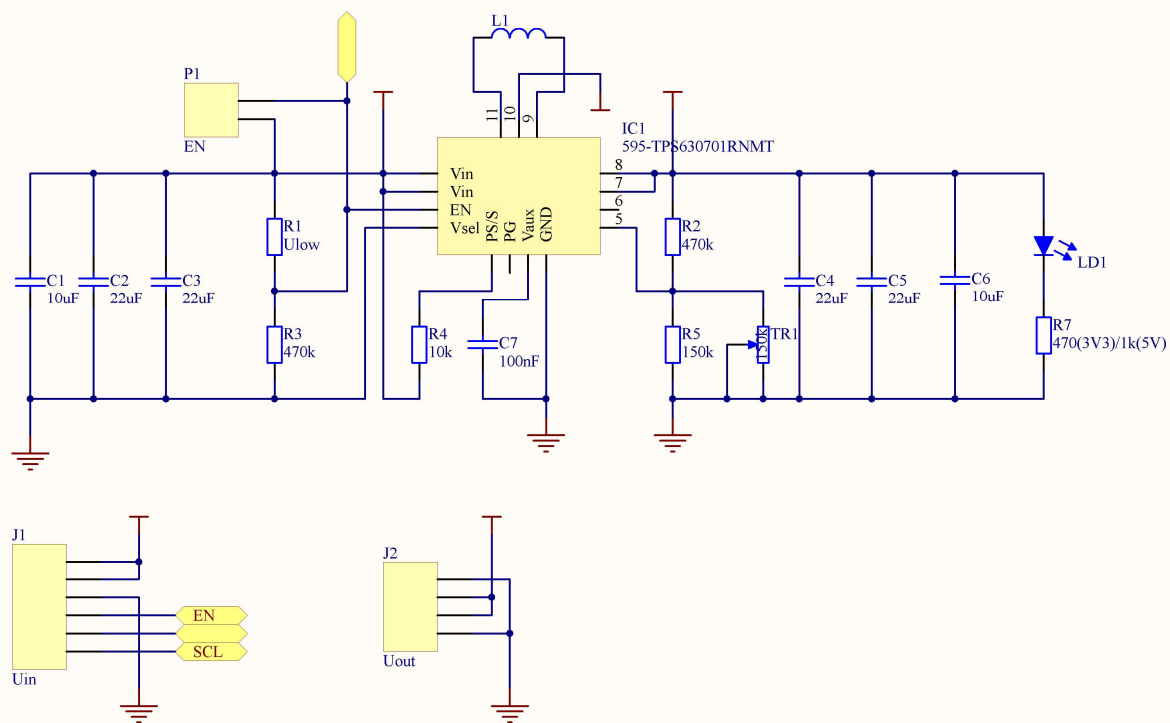 L1
P1
EN
11
10
9
IC1
595-TPS630701RNMT
Vin
Vin
EN
Vsel
PS/S
PG
Vaux
GND
8
7
6
5
R1
Ulow
R2
470k
C1
10uF
C2
22uF
C3
22uF
R3
470k
R4
10k
C7
100nF
R5
150k
150k
TR1
C4
22uF
C5
22uF
C6
10uF
LD1
R7
470(3V3)/1k(5V)
J1
EN
SCL
Uin
J2
Uout